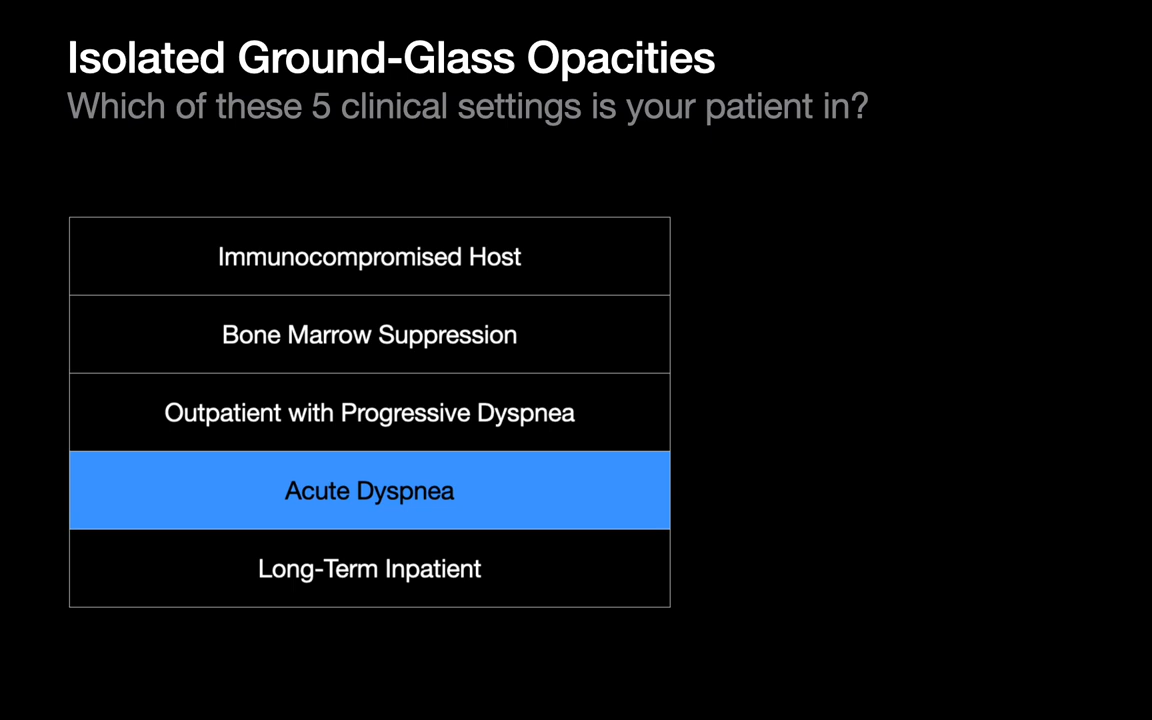 Isolated Ground-Glass Opacities
Which of these 5 clinical settings is your patient in?
Immunocompromised Host
Bone Marrow Suppression
Outpatient with Progressive Dyspnea
Acute Dyspnea
Long-Term Inpatient